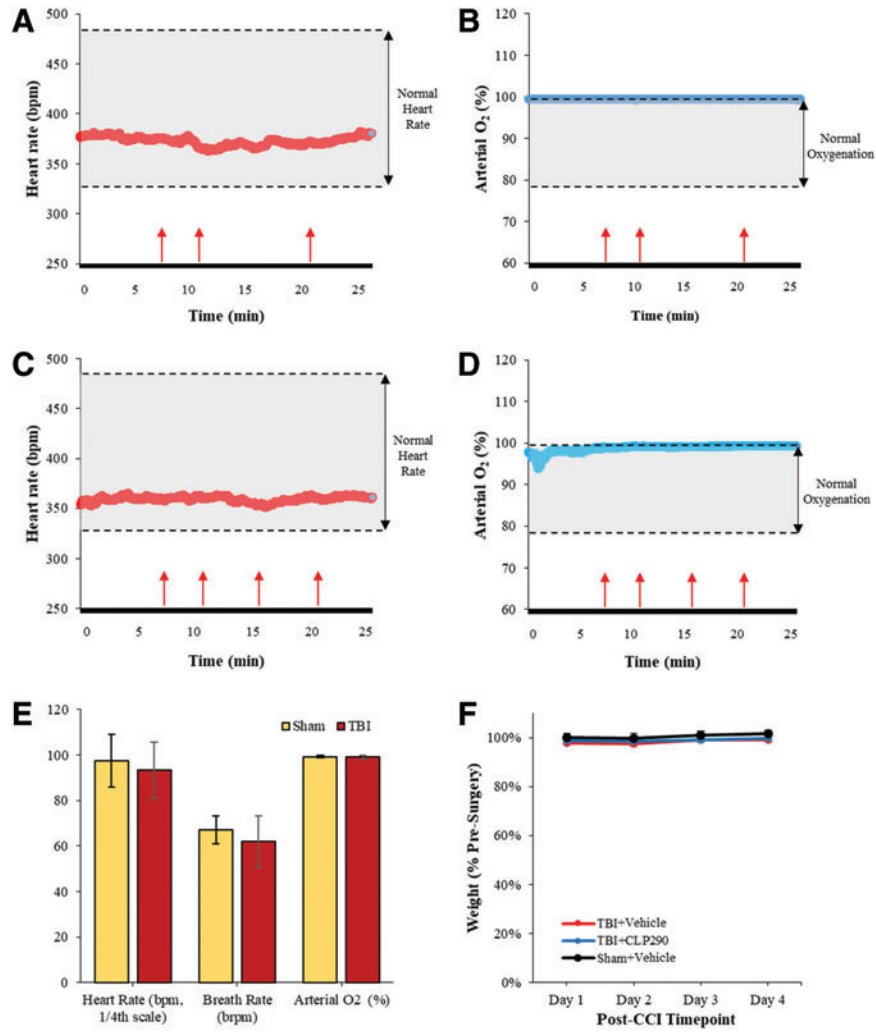 A
500
450
400
350
300
250
Heart rate (bpm)
Normal
Heart
Rate
0 5 10 15 20 25
Time (min)
B
120
110
100
90
80
70
60
Arterial O2 (%)
Normal
Oxygenation
0 5 10 15 20 25
Time (min)
C
500
450
400
350
300
250
Heart rate (bpm)
Normal
Heart
Rate
0 5 10 15 20 25
Time (min)
D
120
110
100
90
80
70
60
Arterial O2 (%)
Normal
Oxygenation
0 5 10 15 20 25
Time (min)
E
120
100
80
60
40
20
0
Sham TBI
Heart Rate (bpm, Breath Rate Arterial O2 (%)
1/4th scale) (brpm)
F
100%
80%
60%
40%
20%
0%
Weight (% Pre-Surgery)
TBI+Vehicle
TBI+CLP290
Sham+Vehicle
Day 1 Day 2 Day 3 Day 4
Post-CCI Timepoint